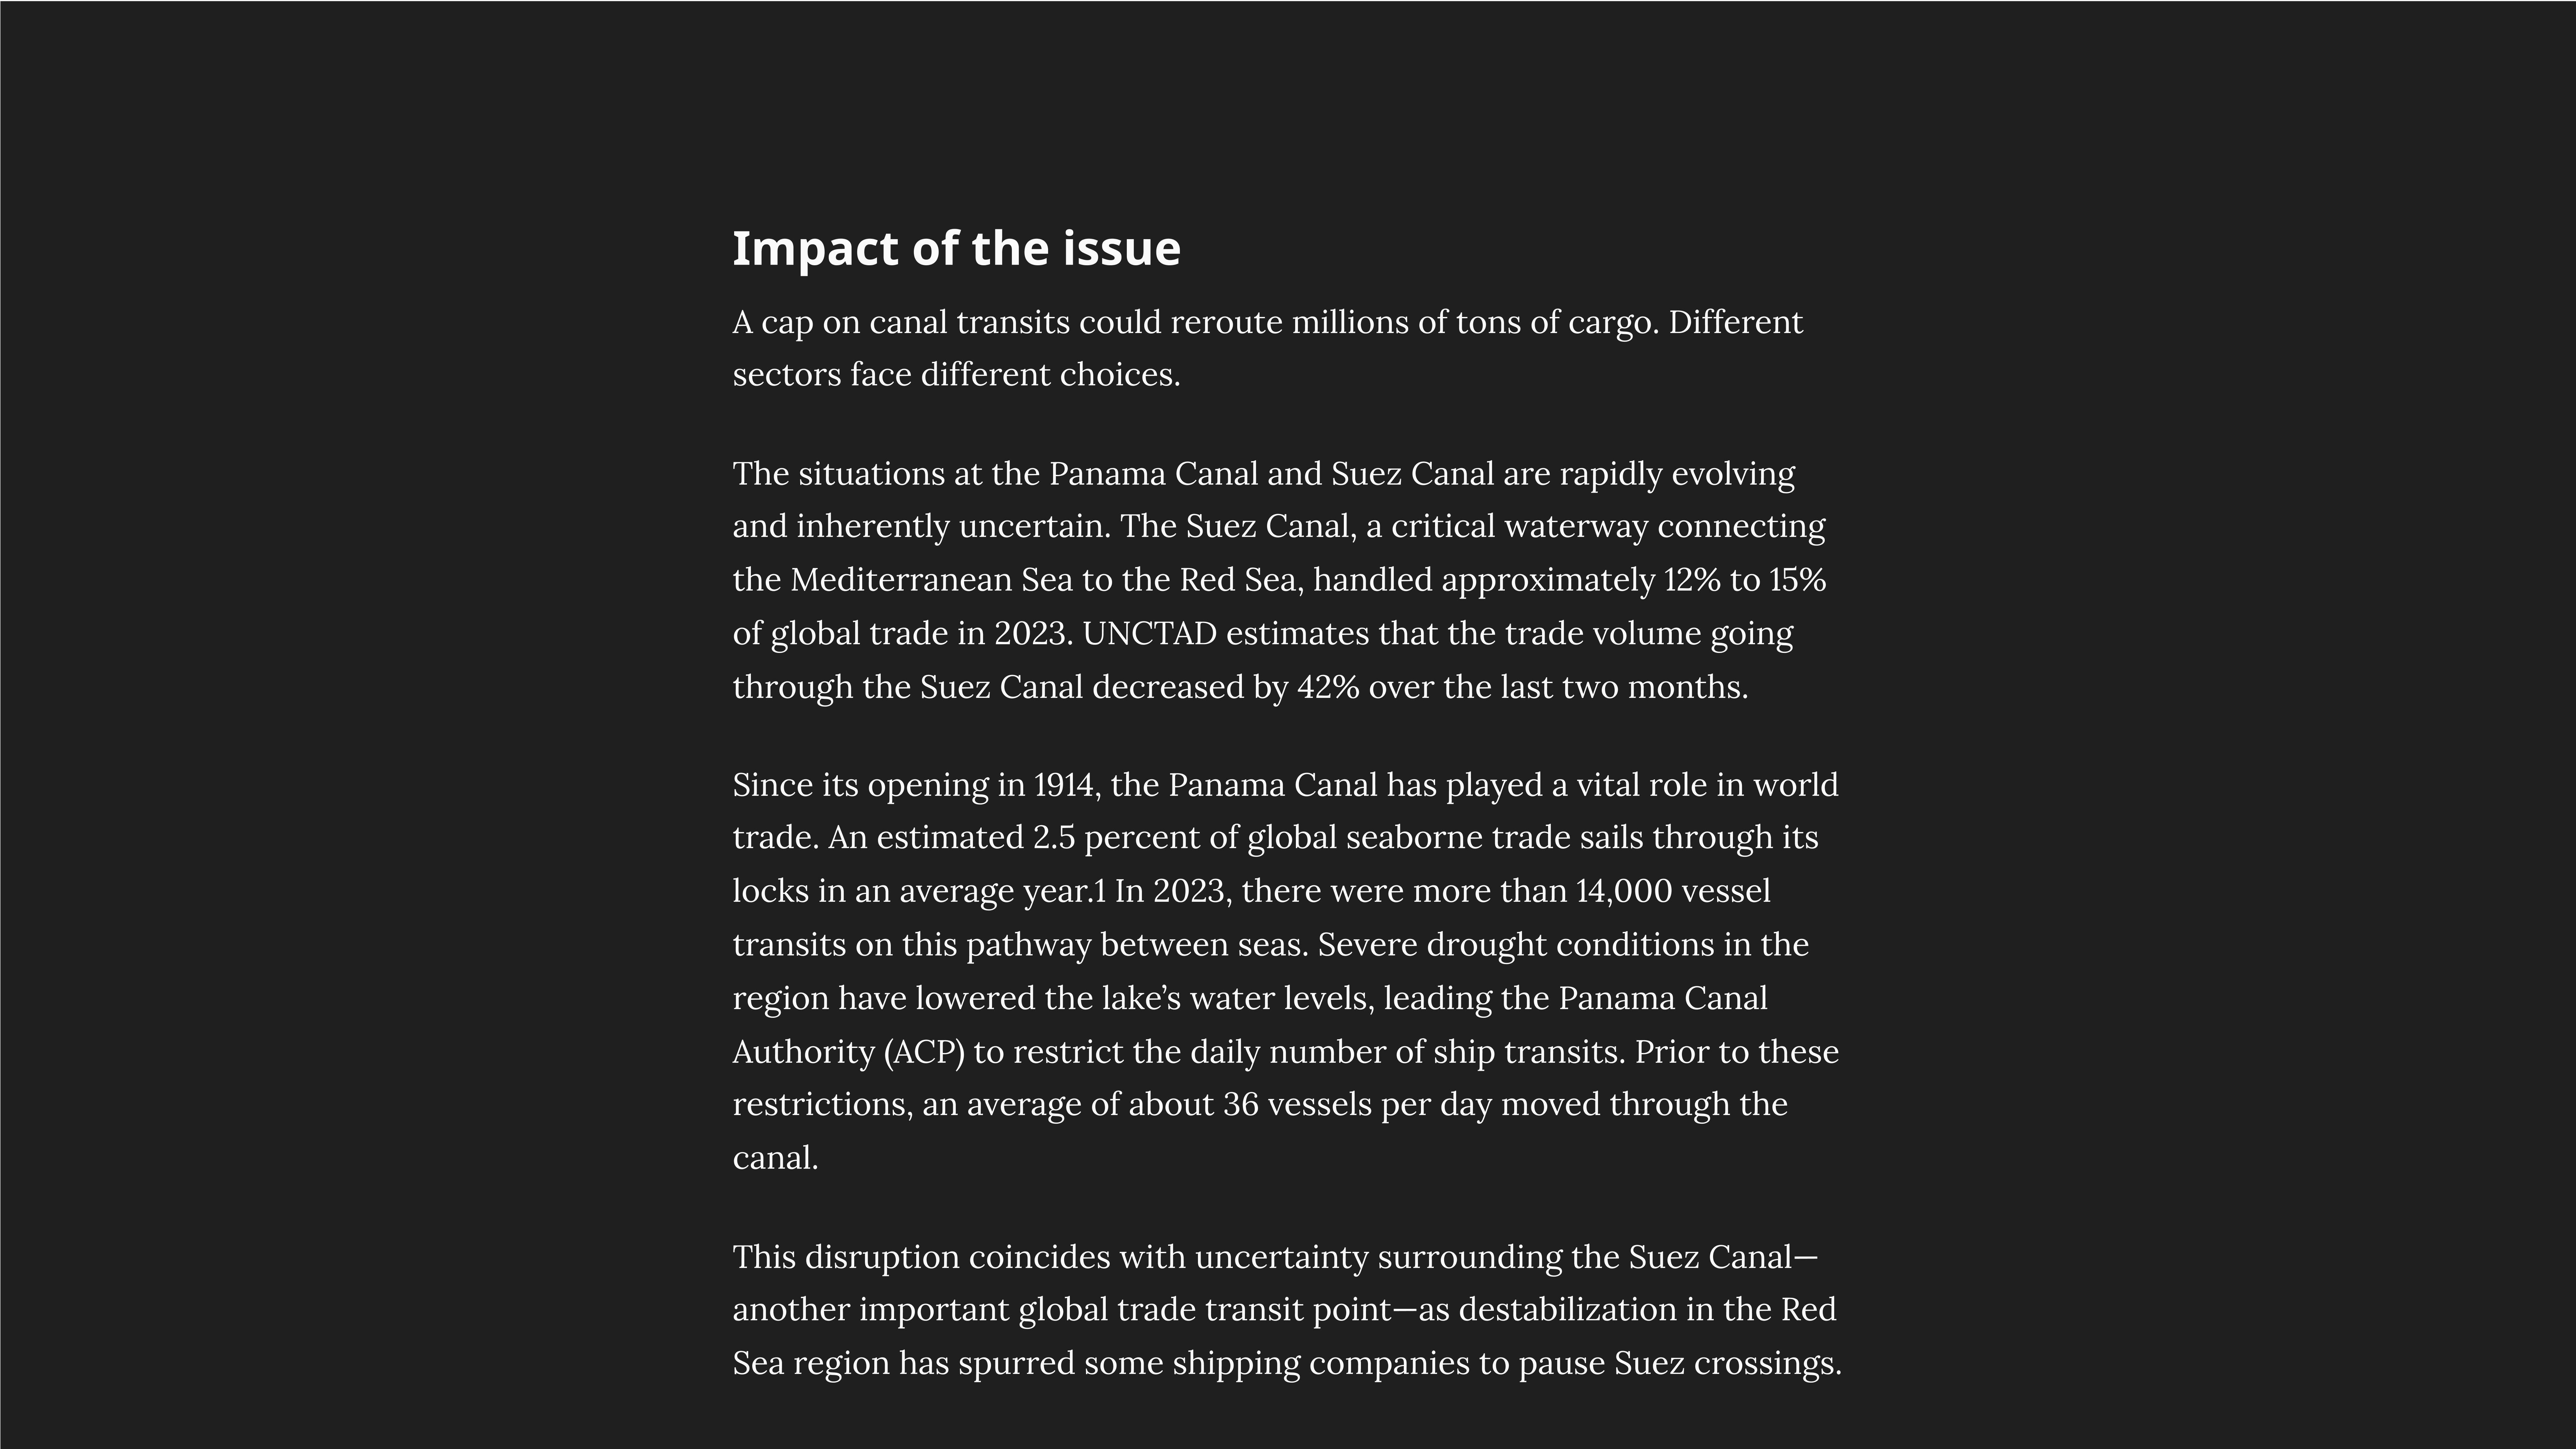 Impact of the issue
A cap on canal transits could reroute millions of tons of cargo. Different
sectors face different choices.
The situations at the Panama Canal and Suez Canal are rapidly evolving
and inherently uncertain. The Suez Canal, a critical waterway connecting
the Mediterranean Sea to the Red Sea, handled approximately 12% to 15%
of global trade in 2023. UNCTAD estimates that the trade volume going
through the Suez Canal decreased by 42% over the last two months.
Since its opening in 1914, the Panama Canal has played a vital role in world
trade. An estimated 2.5 percent of global seaborne trade sails through its
locks in an average year.1 In 2023, there were more than 14,000 vessel
transits on this pathway between seas. Severe drought conditions in the
region have lowered the lake’s water levels, leading the Panama Canal
Authority (ACP) to restrict the daily number of ship transits. Prior to these
restrictions, an average of about 36 vessels per day moved through the
canal.
This disruption coincides with uncertainty surrounding the Suez Canal—
another important global trade transit point—as destabilization in the Red
Sea region has spurred some shipping companies to pause Suez crossings.